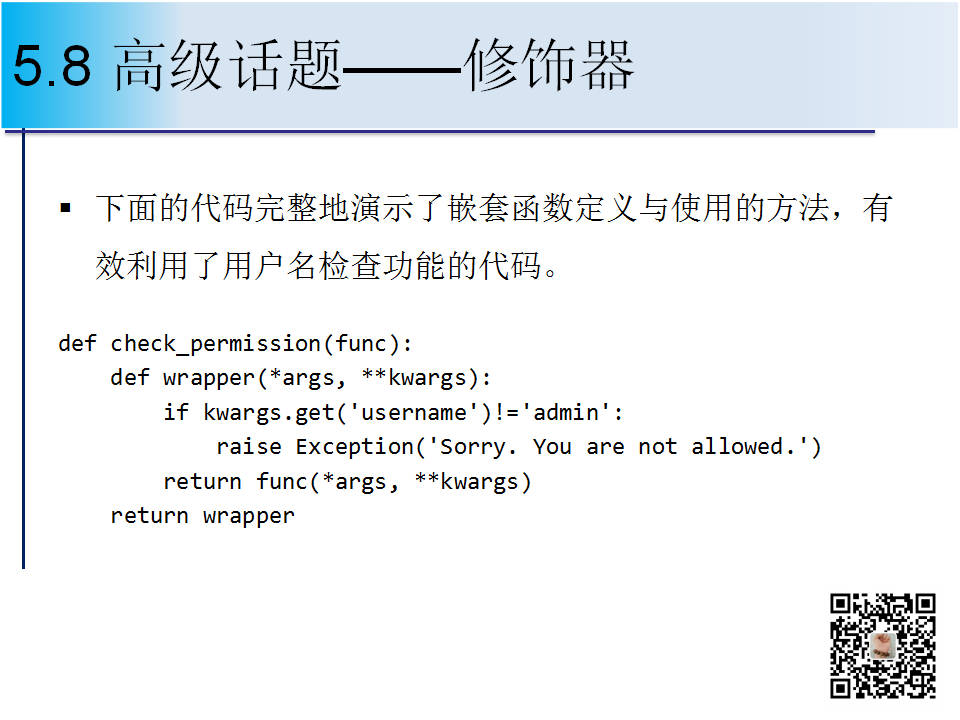 5.8 高级话题——修饰器
▪ 下面的代码完整地演示了嵌套函数定义与使用的方法，有
效利用了用户名检查功能的代码。
def check_permission(func):
    def wrapper(*args, **kwargs):
        if kwargs.get('username')!='admin':
            raise Exception('Sorry. You are not allowed.')
        return func(*args, **kwargs)
    return wrapper